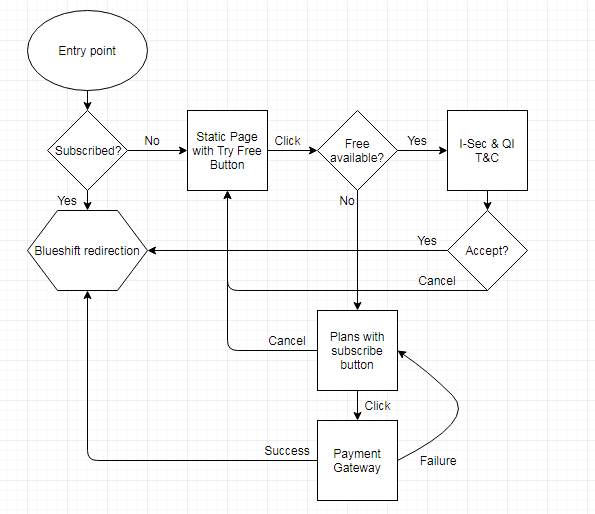 Entry point
Subscribed?
No
Static Page
with Try Free
Button
Click
Free
available?
Yes
I-Sec & QI
T&C
Yes
No
Blueshift redirection
Yes
Accept?
Cancel
Cancel
Plans with
subscribe
button
Click
Success
Payment
Gateway
Failure